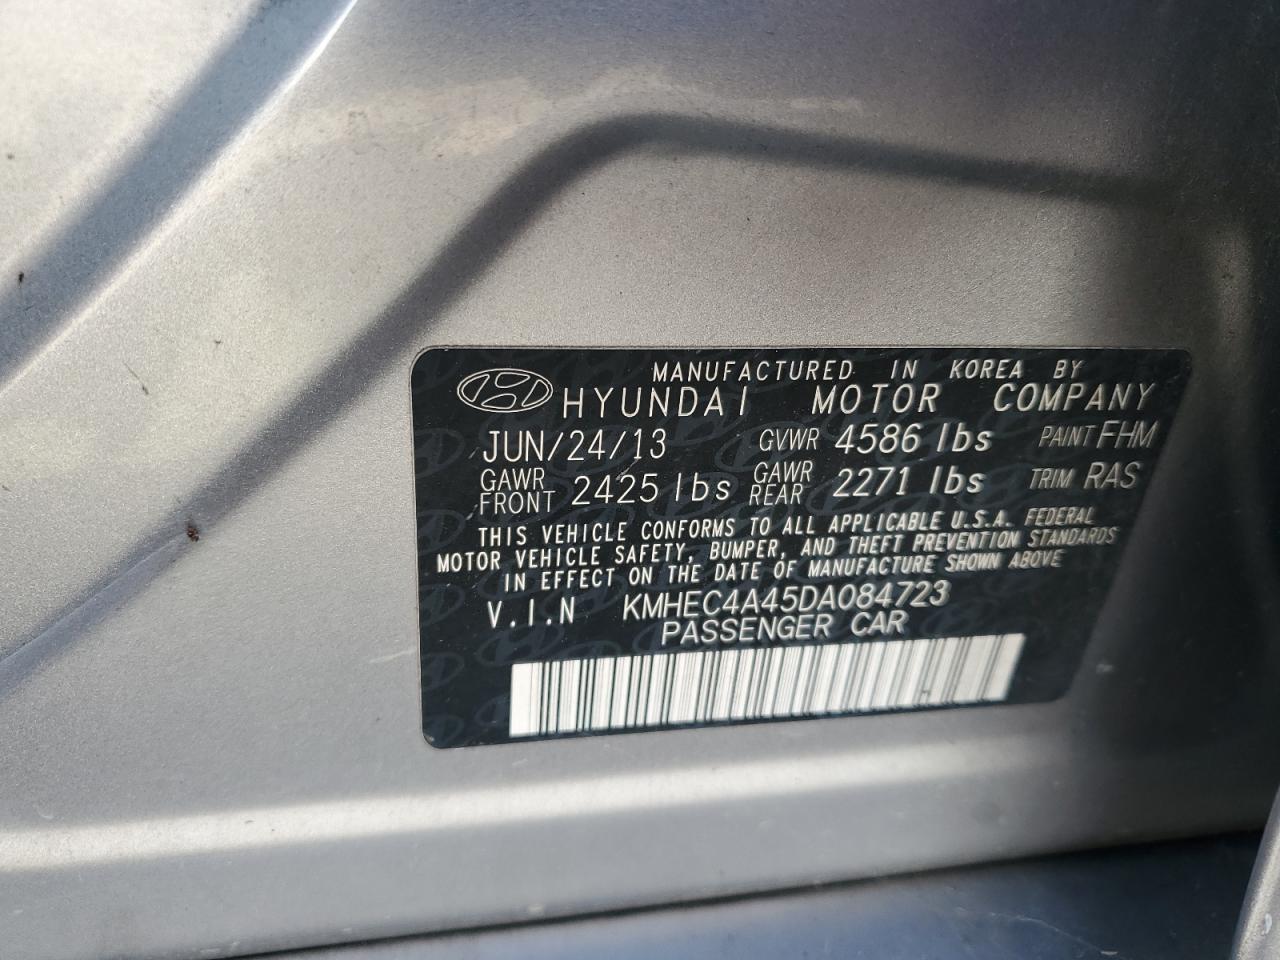 MANUFACTURED IN KOREA BY
HYUNDAI MOTOR COMPANY
JUN/24/13 GVWR 4586 lbs PAINT FHM
GAWR FRONT 2425 lbs GAWR REAR 2271 lbs TRIM RAS
THIS VEHICLE CONFORMS TO ALL APPLICABLE U.S.A. FEDERAL
MOTOR VEHICLE SAFETY, BUMPER, AND THEFT PREVENTION STANDARDS
IN EFFECT ON THE DATE OF MANUFACTURE SHOWN ABOVE
V.I.N KMHEC4A45DA084723
PASSENGER CAR